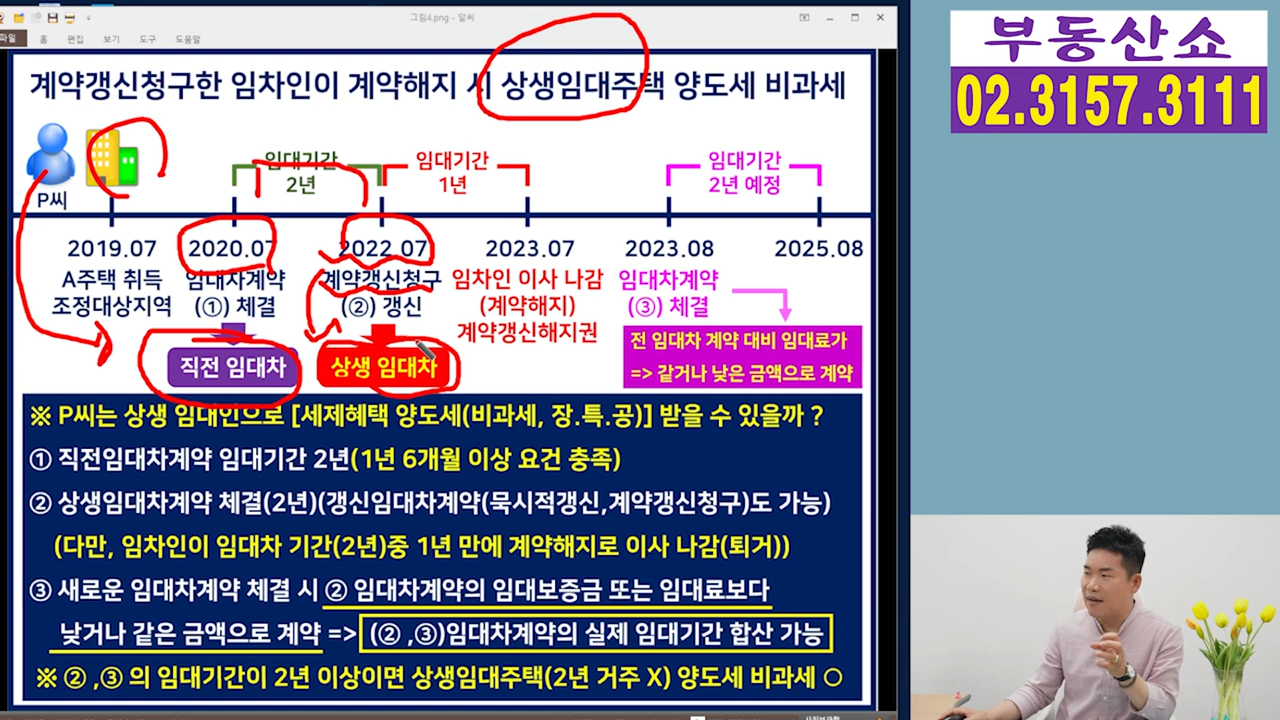 그림4.png - 알씨
파일 홈 편집 보기 도구 도움말
부동산쇼
02.3157.3111
계약갱신청구한 임차인이 계약해지 시 상생임대주택 양도세 비과세
P씨
임대기간
2년
임대기간
1년
임대기간
2년 예정
2019.07
2020.07
2022.07
2023.07
2023.08
2025.08
A주택 취득
조정대상지역
임대차계약
(①) 체결
계약갱신청구
(②) 갱신
임차인 이사 나감
(계약해지)
계약갱신해지권
임대차계약
(③) 체결
직전 임대차
상생 임대차
전 임대차 계약 대비 임대료가
=> 같거나 낮은 금액으로 계약
※ P씨는 상생 임대인으로 [세제혜택 양도세(비과세, 장.특.공)] 받을 수 있을까 ?
① 직전임대차계약 임대기간 2년(1년 6개월 이상 요건 충족)
② 상생임대차계약 체결(2년)(갱신임대차계약(묵시적갱신,계약갱신청구)도 가능)
(다만, 임차인이 임대차 기간(2년)중 1년 만에 계약해지로 이사 나감(퇴거))
③ 새로운 임대차계약 체결 시 ② 임대차계약의 임대보증금 또는 임대료보다
낮거나 같은 금액으로 계약 => (② ,③)임대차계약의 실제 임대기간 합산 가능
※ ② ,③ 의 임대기간이 2년 이상이면 상생임대주택(2년 거주 X) 양도세 비과세 ○